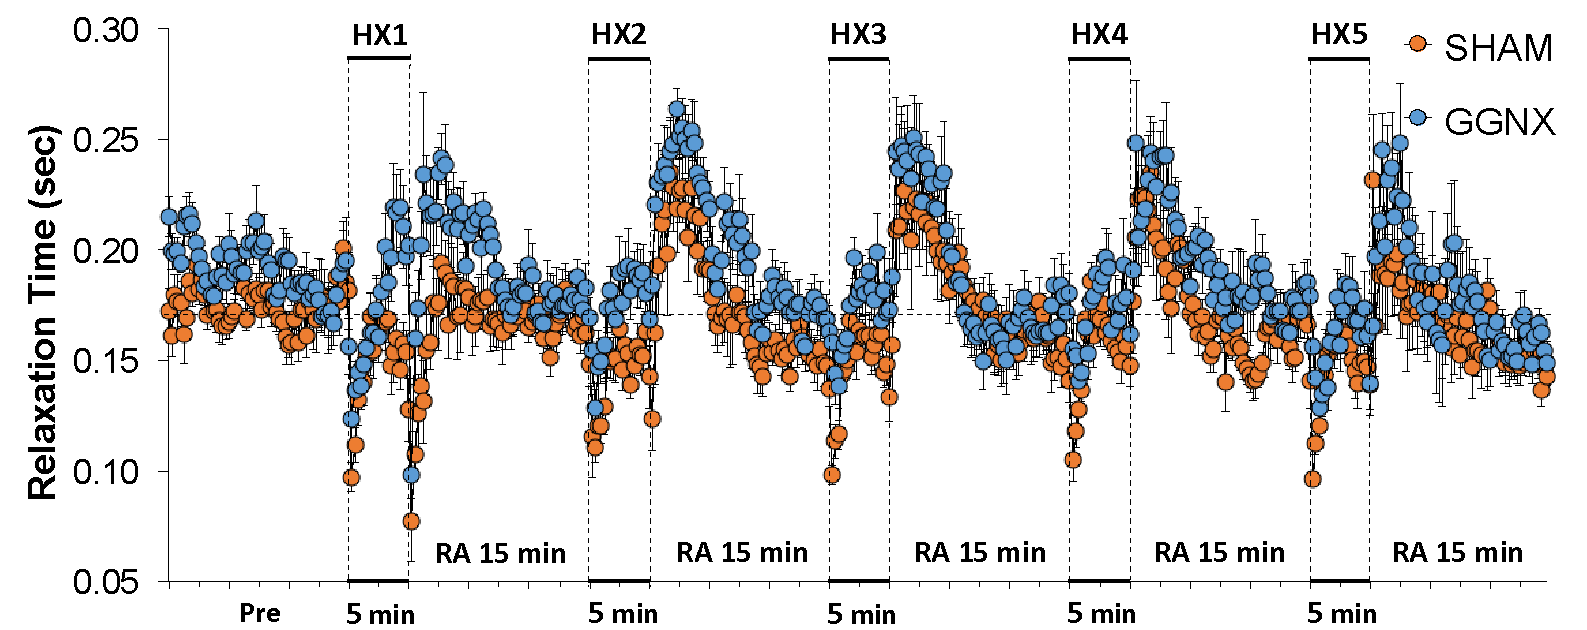 0.30
HX1 HX2 HX3 HX4 HX5
SHAM
GGNX
0.25
0.20
0.15
0.10
0.05
Relaxation Time (sec)
RA 15 min RA 15 min RA 15 min RA 15 min RA 15 min
Pre 5 min 5 min 5 min 5 min 5 min